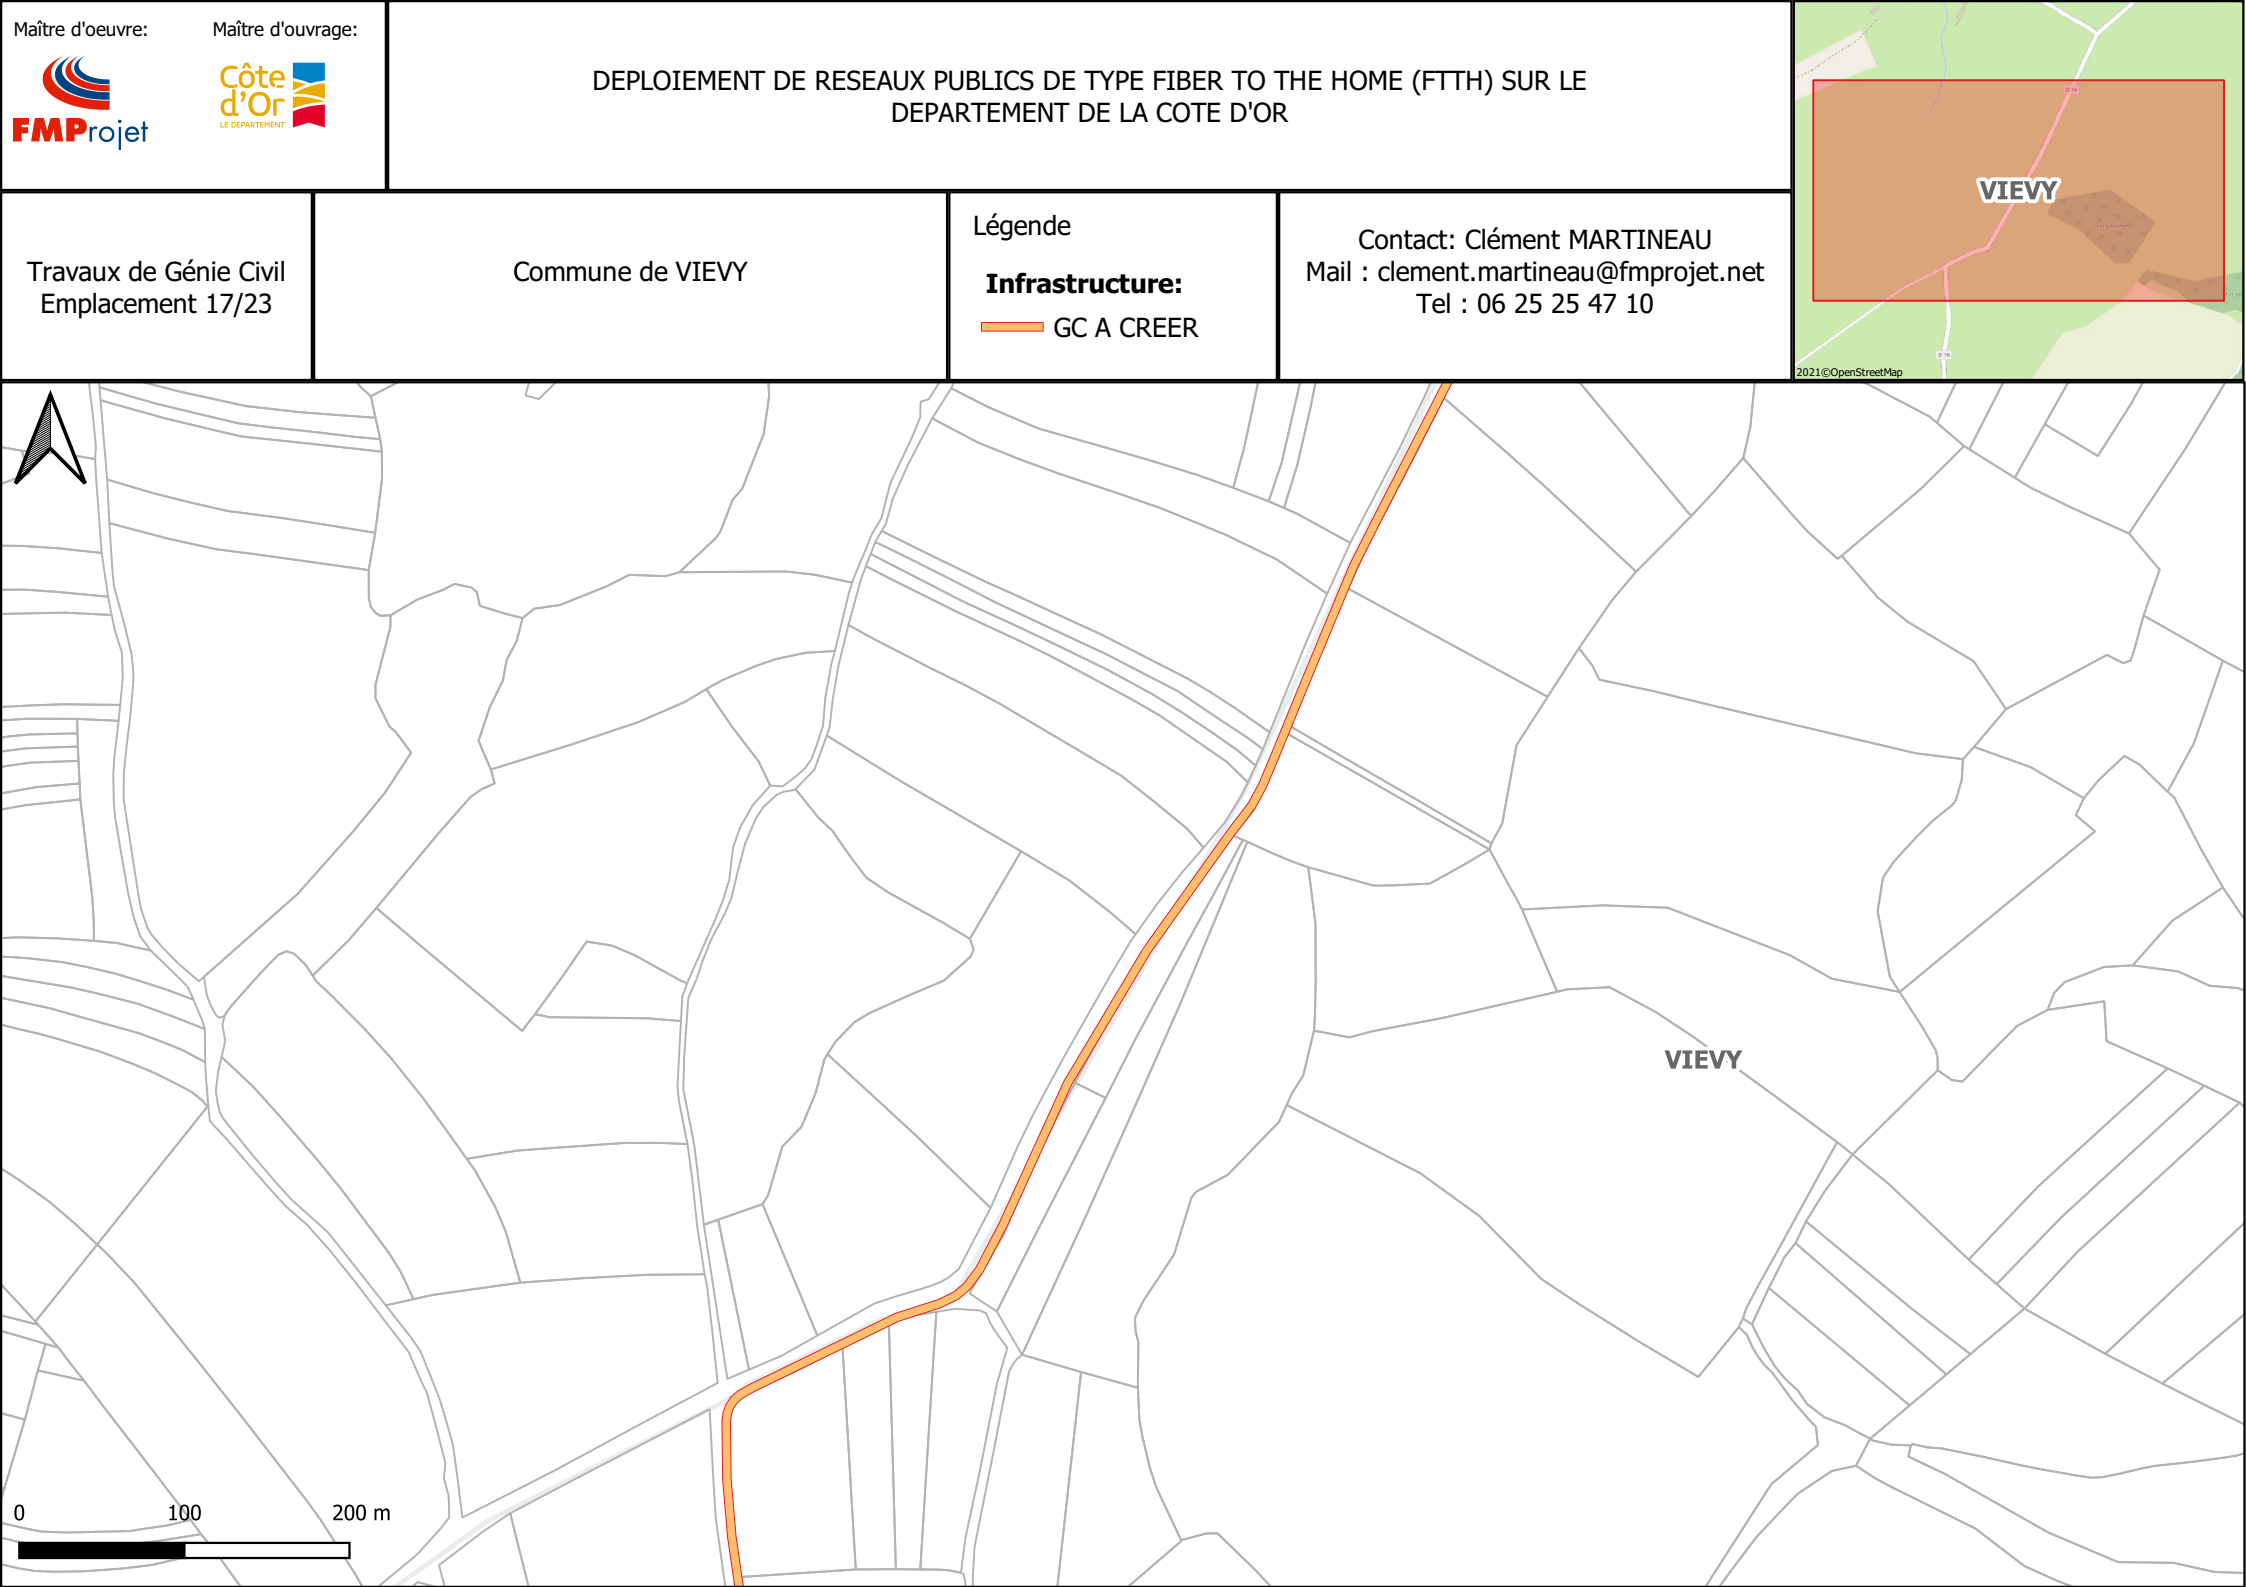 Maître d'oeuvre:
Maître d'ouvrage:
FMProjet
Côte
d'Or
LE DÉPARTEMENT
DEPLOIEMENT DE RESEAUX PUBLICS DE TYPE FIBER TO THE HOME (FTTH) SUR LE
DEPARTEMENT DE LA COTE D'OR
D 16
VIEVY
D 16
2021©OpenStreetMap
Travaux de Génie Civil
Emplacement 17/23
Commune de VIEVY
Légende
Infrastructure:
GC A CREER
Contact: Clément MARTINEAU
Mail : clement.martineau@fmprojet.net
Tel : 06 25 25 47 10
VIEVY
0 100 200 m